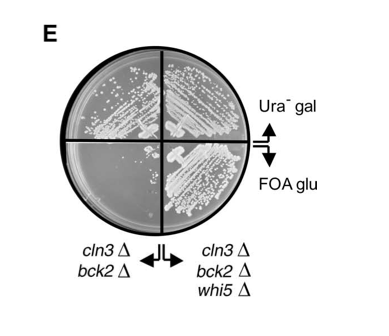 E
Ura⁻ gal
FOA glu
cln3 Δ
bck2 Δ
cln3 Δ
bck2 Δ
whi5 Δ